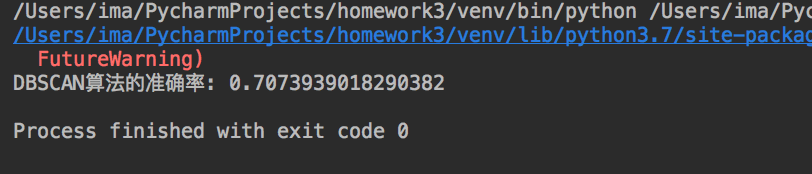 /Users/ima/PycharmProjects/homework3/venv/bin/python /Users/ima/Pyc
/Users/ima/PycharmProjects/homework3/venv/lib/python3.7/site-packag
FutureWarning)
DBSCAN算法的准确率: 0.7073939018290382
Process finished with exit code 0